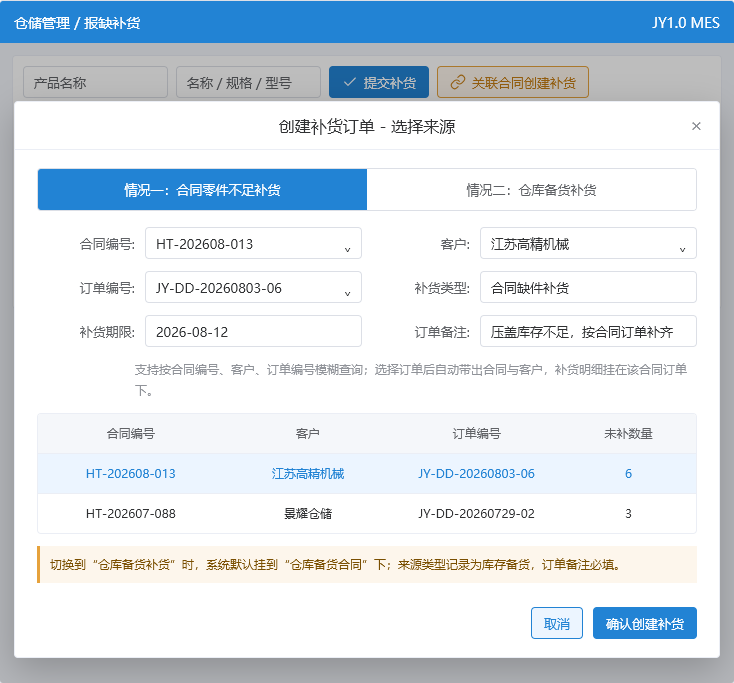 仓储管理 / 报缺补货
JY1.0 MES
产品名称
名称 / 规格 / 型号
提交补货
关联合同创建补货
创建补货订单 - 选择来源
×
情况一：合同零件不足补货
情况二：仓库备货补货
合同编号:
HT-202608-013
客户:
江苏高精机械
订单编号:
JY-DD-20260803-06
补货类型:
合同缺件补货
补货期限:
2026-08-12
订单备注:
压盖库存不足，按合同订单补齐
支持按合同编号、客户、订单编号模糊查询；选择订单后自动带出合同与客户，补货明细挂在该合同订单
下。
合同编号 客户 订单编号 未补数量
HT-202608-013 江苏高精机械 JY-DD-20260803-06 6
HT-202607-088 景耀仓储 JY-DD-20260729-02 3
切换到“仓库备货补货”时，系统默认挂到“仓库备货合同”下；来源类型记录为库存备货，订单备注必填。
取消
确认创建补货